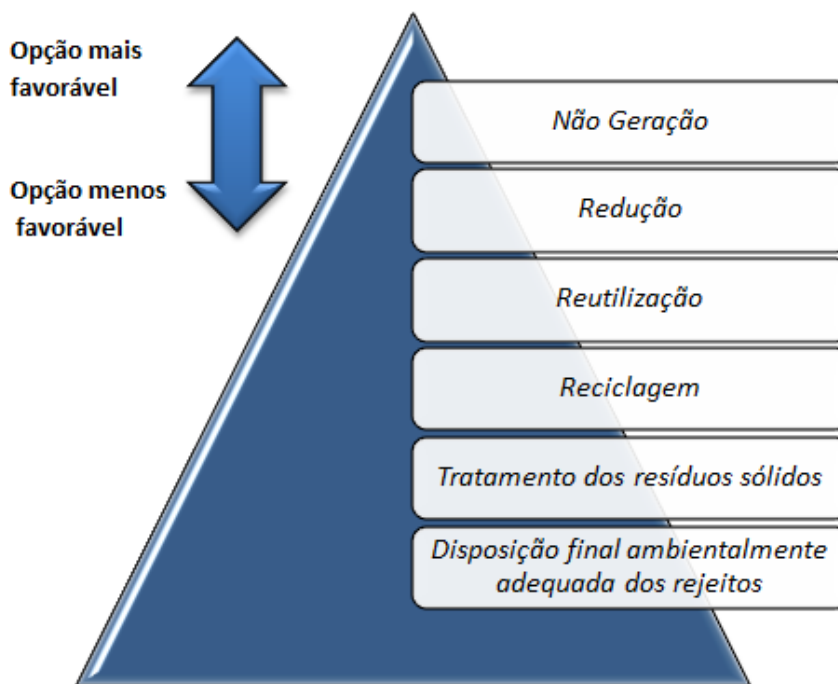 Opção mais
favorável
Opção menos
favorável
Não Geração
Redução
Reutilização
Reciclagem
Tratamento dos resíduos sólidos
Disposição final ambientalmente
adequada dos rejeitos